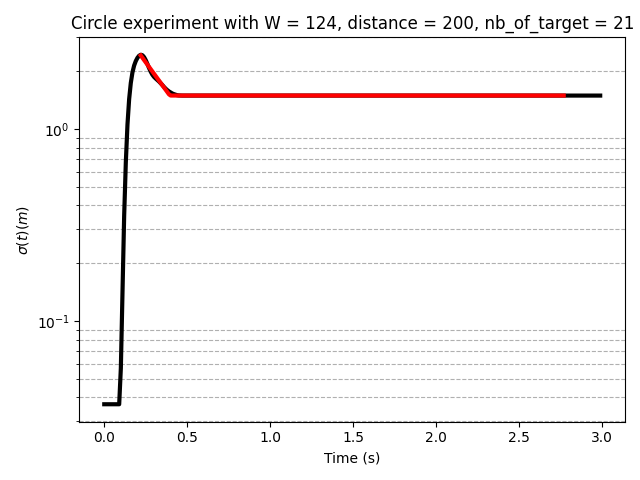 Circle experiment with W = 124, distance = 200, nb_of_target = 21
10⁰
10⁻¹
σ(t)(m)
0.0 0.5 1.0 1.5 2.0 2.5 3.0
Time (s)